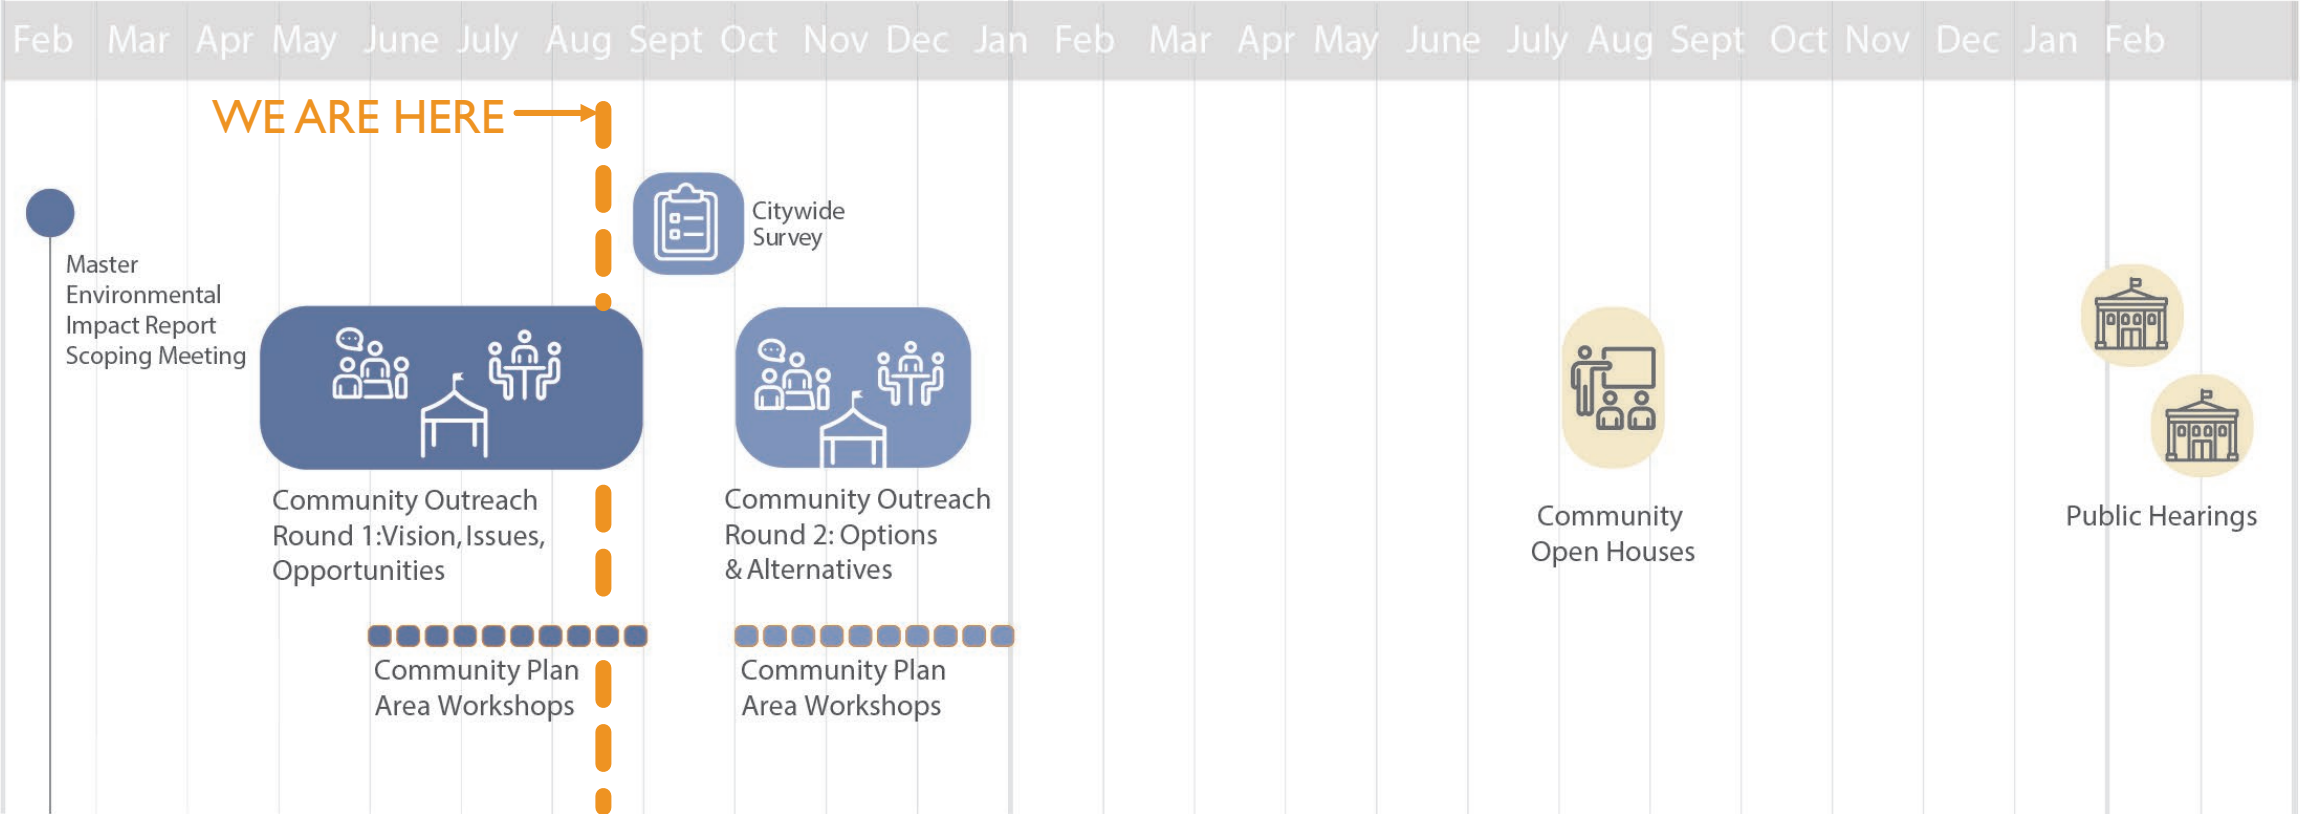 Feb Mar Apr May June July Aug Sept Oct Nov Dec Jan Feb Mar Apr May June July Aug Sept Oct Nov Dec Jan Feb
WE ARE HERE
Citywide
Survey
Master
Environmental
Impact Report
Scoping Meeting
Community Outreach
Round 1:Vision, Issues,
Opportunities
Community Outreach
Round 2: Options
& Alternatives
Community
Open Houses
Public Hearings
Community Plan
Area Workshops
Community Plan
Area Workshops